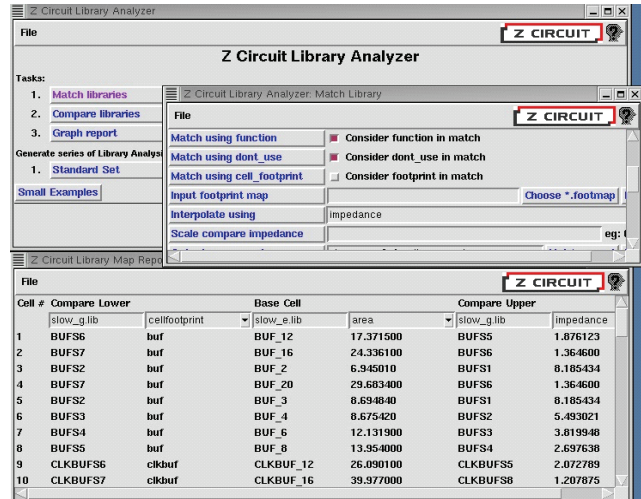 Z Circuit Library Analyzer
File
Z CIRCUIT
Z Circuit Library Analyzer
Tasks:
1. Match libraries
2. Compare libraries
3. Graph report
Generate series of Library Analysi
1. Standard Set
Small Examples
Z Circuit Library Analyzer: Match Library
File
Z CIRCUIT
Match using function Consider function in match
Match using dont_use Consider dont_use in match
Match using cell_footprint Consider footprint in match
Input footprint map Choose *.footmap
Interpolate using impedance
Scale compare impedance eg:
Z Circuit Library Map Repo
File
Z CIRCUIT
Cell # Compare Lower Base Cell Compare Upper
slow_g.lib cellfootprint slow_e.lib area slow_g.lib impedance
1 BUFS6 buf BUF_12 17.371500 BUFS5 1.876123
2 BUFS7 buf BUF_16 24.336100 BUFS6 1.364600
3 BUFS2 buf BUF_2 6.945010 BUFS1 8.185434
4 BUFS7 buf BUF_20 29.683400 BUFS6 1.364600
5 BUFS2 buf BUF_3 8.694840 BUFS1 8.185434
6 BUFS3 buf BUF_4 8.675420 BUFS2 5.493021
7 BUFS4 buf BUF_6 12.131900 BUFS3 3.819948
8 BUFS5 buf BUF_8 13.954000 BUFS4 2.697638
9 CLKBUFS6 clkbuf CLKBUF_12 26.090100 CLKBUFS5 2.072789
10 CLKBUFS7 clkbuf CLKBUF_16 39.977000 CLKBUFS8 1.207875